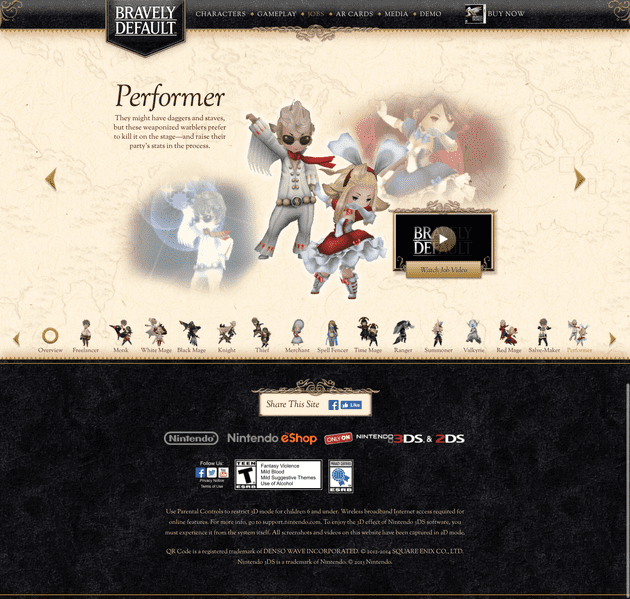 BRAVELY
DEFAULT
CHARACTERS
GAMEPLAY
JOBS
AR CARDS
MEDIA
DEMO
BUY NOW
Performer
They might have daggers and staves,
but these weaponized warblers prefer
to kill it on the stage—and raise their
party's stats in the process.
BR
DE
Watch Job Video
Overview
Freelancer
Monk
White Mage
Black Mage
Knight
Thief
Merchant
Spell Fencer
Time Mage
Ranger
Summoner
Valkyrie
Red Mage
Salve-Maker
Performer
Share This Site
Like
Nintendo
Nintendo eShop
ONLY ON
NINTENDO 3DS & 2DS
Follow Us:
Privacy Notice
Terms of Use
TEEN
T
ESRB
Fantasy Violence
Mild Blood
Mild Suggestive Themes
Use of Alcohol
PRIVACY CERTIFIED
ESRB
Use Parental Controls to restrict 3D mode for children 6 and under. Wireless broadband Internet access required for
online features. For more info, go to support.nintendo.com. To enjoy the 3D effect of Nintendo 3DS software, you
must experience it from the system itself. All screenshots and videos on this website have been captured in 2D mode.
QR Code is a registered trademark of DENSO WAVE INCORPORATED. © 2012-2014 SQUARE ENIX CO., LTD.
Nintendo 3DS is a trademark of Nintendo. © 2013 Nintendo.